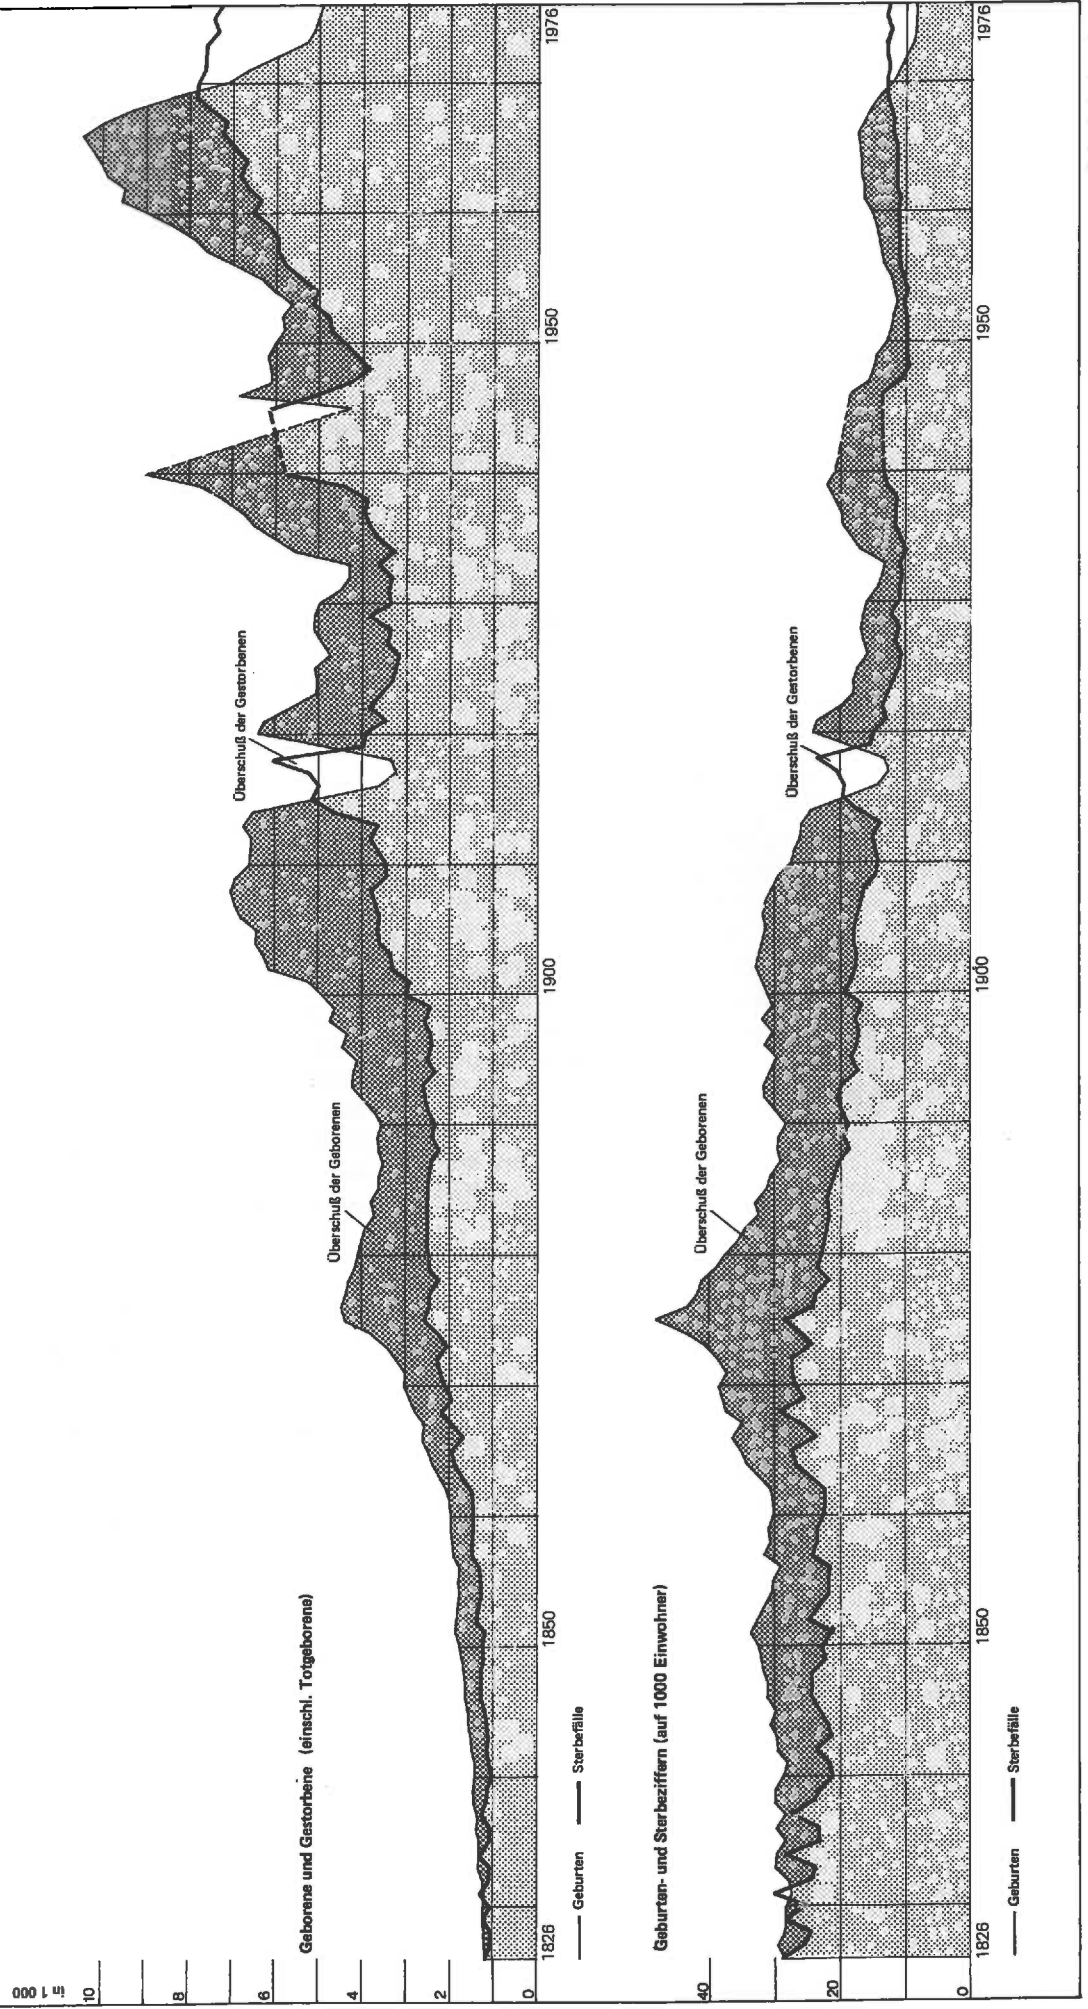 in 1 000
10
8
6
4
2
0
Geborene und Gestorbene (einschl. Totgeborene)
Überschuß der Geborenen
Überschuß der Gestorbenen
1826
1850
1900
1950
1976
Geburten
Sterbefälle
Geburten- und Sterbeziffern (auf 1000 Einwohner)
40
20
0
Überschuß der Geborenen
Überschuß der Gestorbenen
1826
1850
1900
1950
1976
Geburten
Sterbefälle